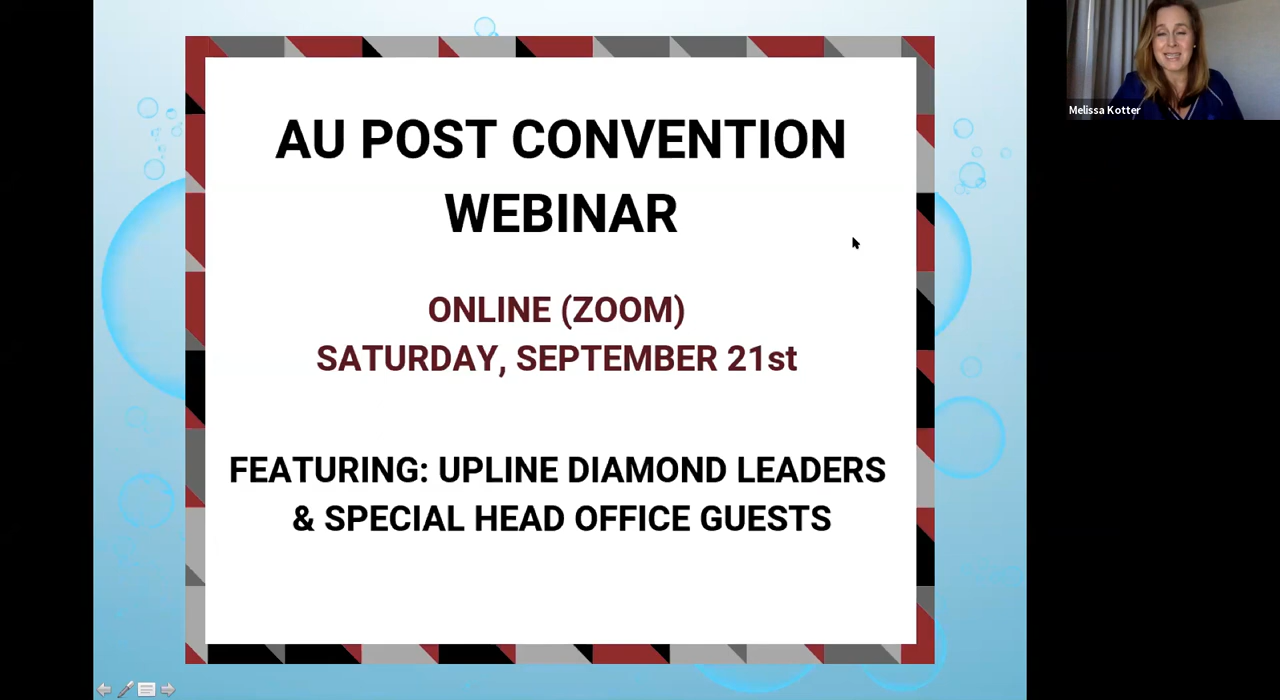 AU POST CONVENTION
WEBINAR
ONLINE (ZOOM)
SATURDAY, SEPTEMBER 21st
FEATURING: UPLINE DIAMOND LEADERS
& SPECIAL HEAD OFFICE GUESTS
Melissa Kotter